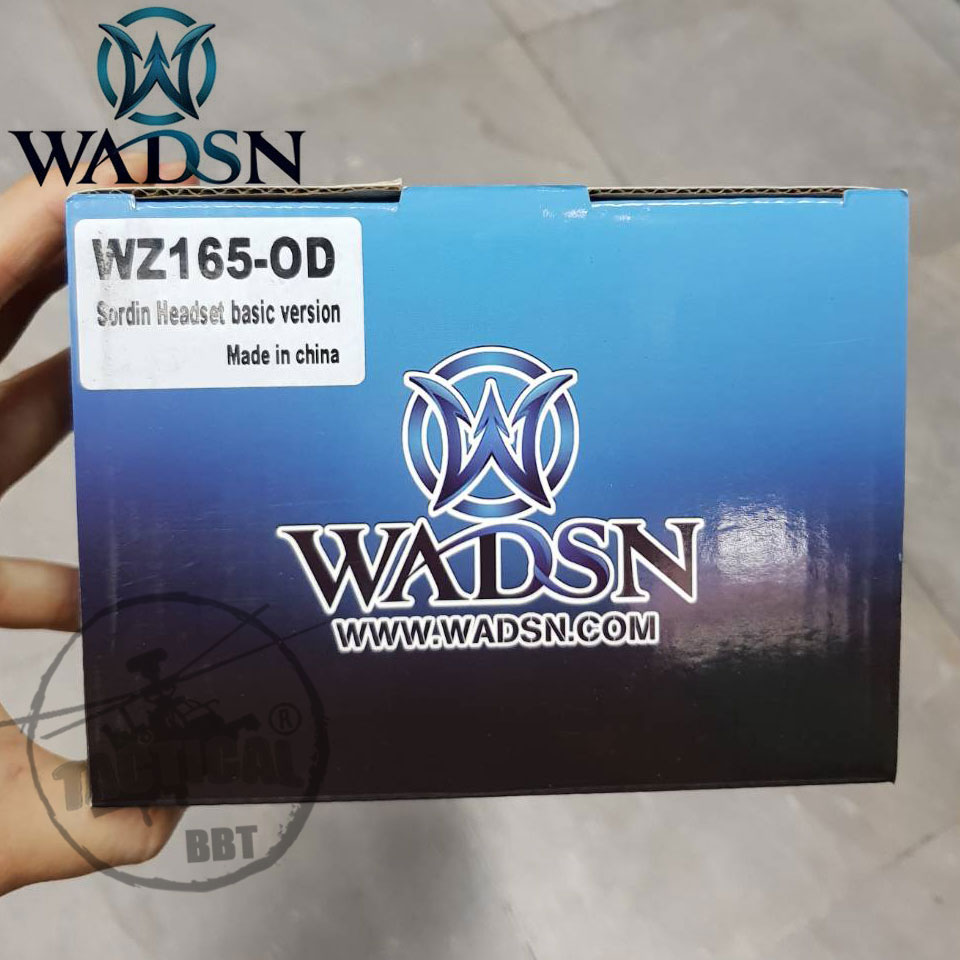 WADSN
WZ165-OD
Sordin Headset basic version
Made in china
WADSN
WWW.WADSN.COM
TACTICAL ®
BBT